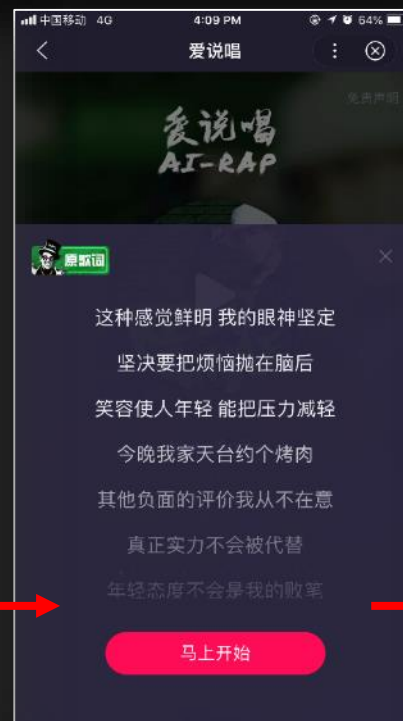 中国移动 4G 4:09 PM 64%
爱说唱
免责声明
爱说唱
AI-RAP
原歌词
这种感觉鲜明 我的眼神坚定
坚决要把烦恼抛在脑后
笑容使人年轻 能把压力减轻
今晚我家天台约个烤肉
其他负面的评价我从不在意
真正实力不会被代替
年轻态度不会是我的败笔
马上开始